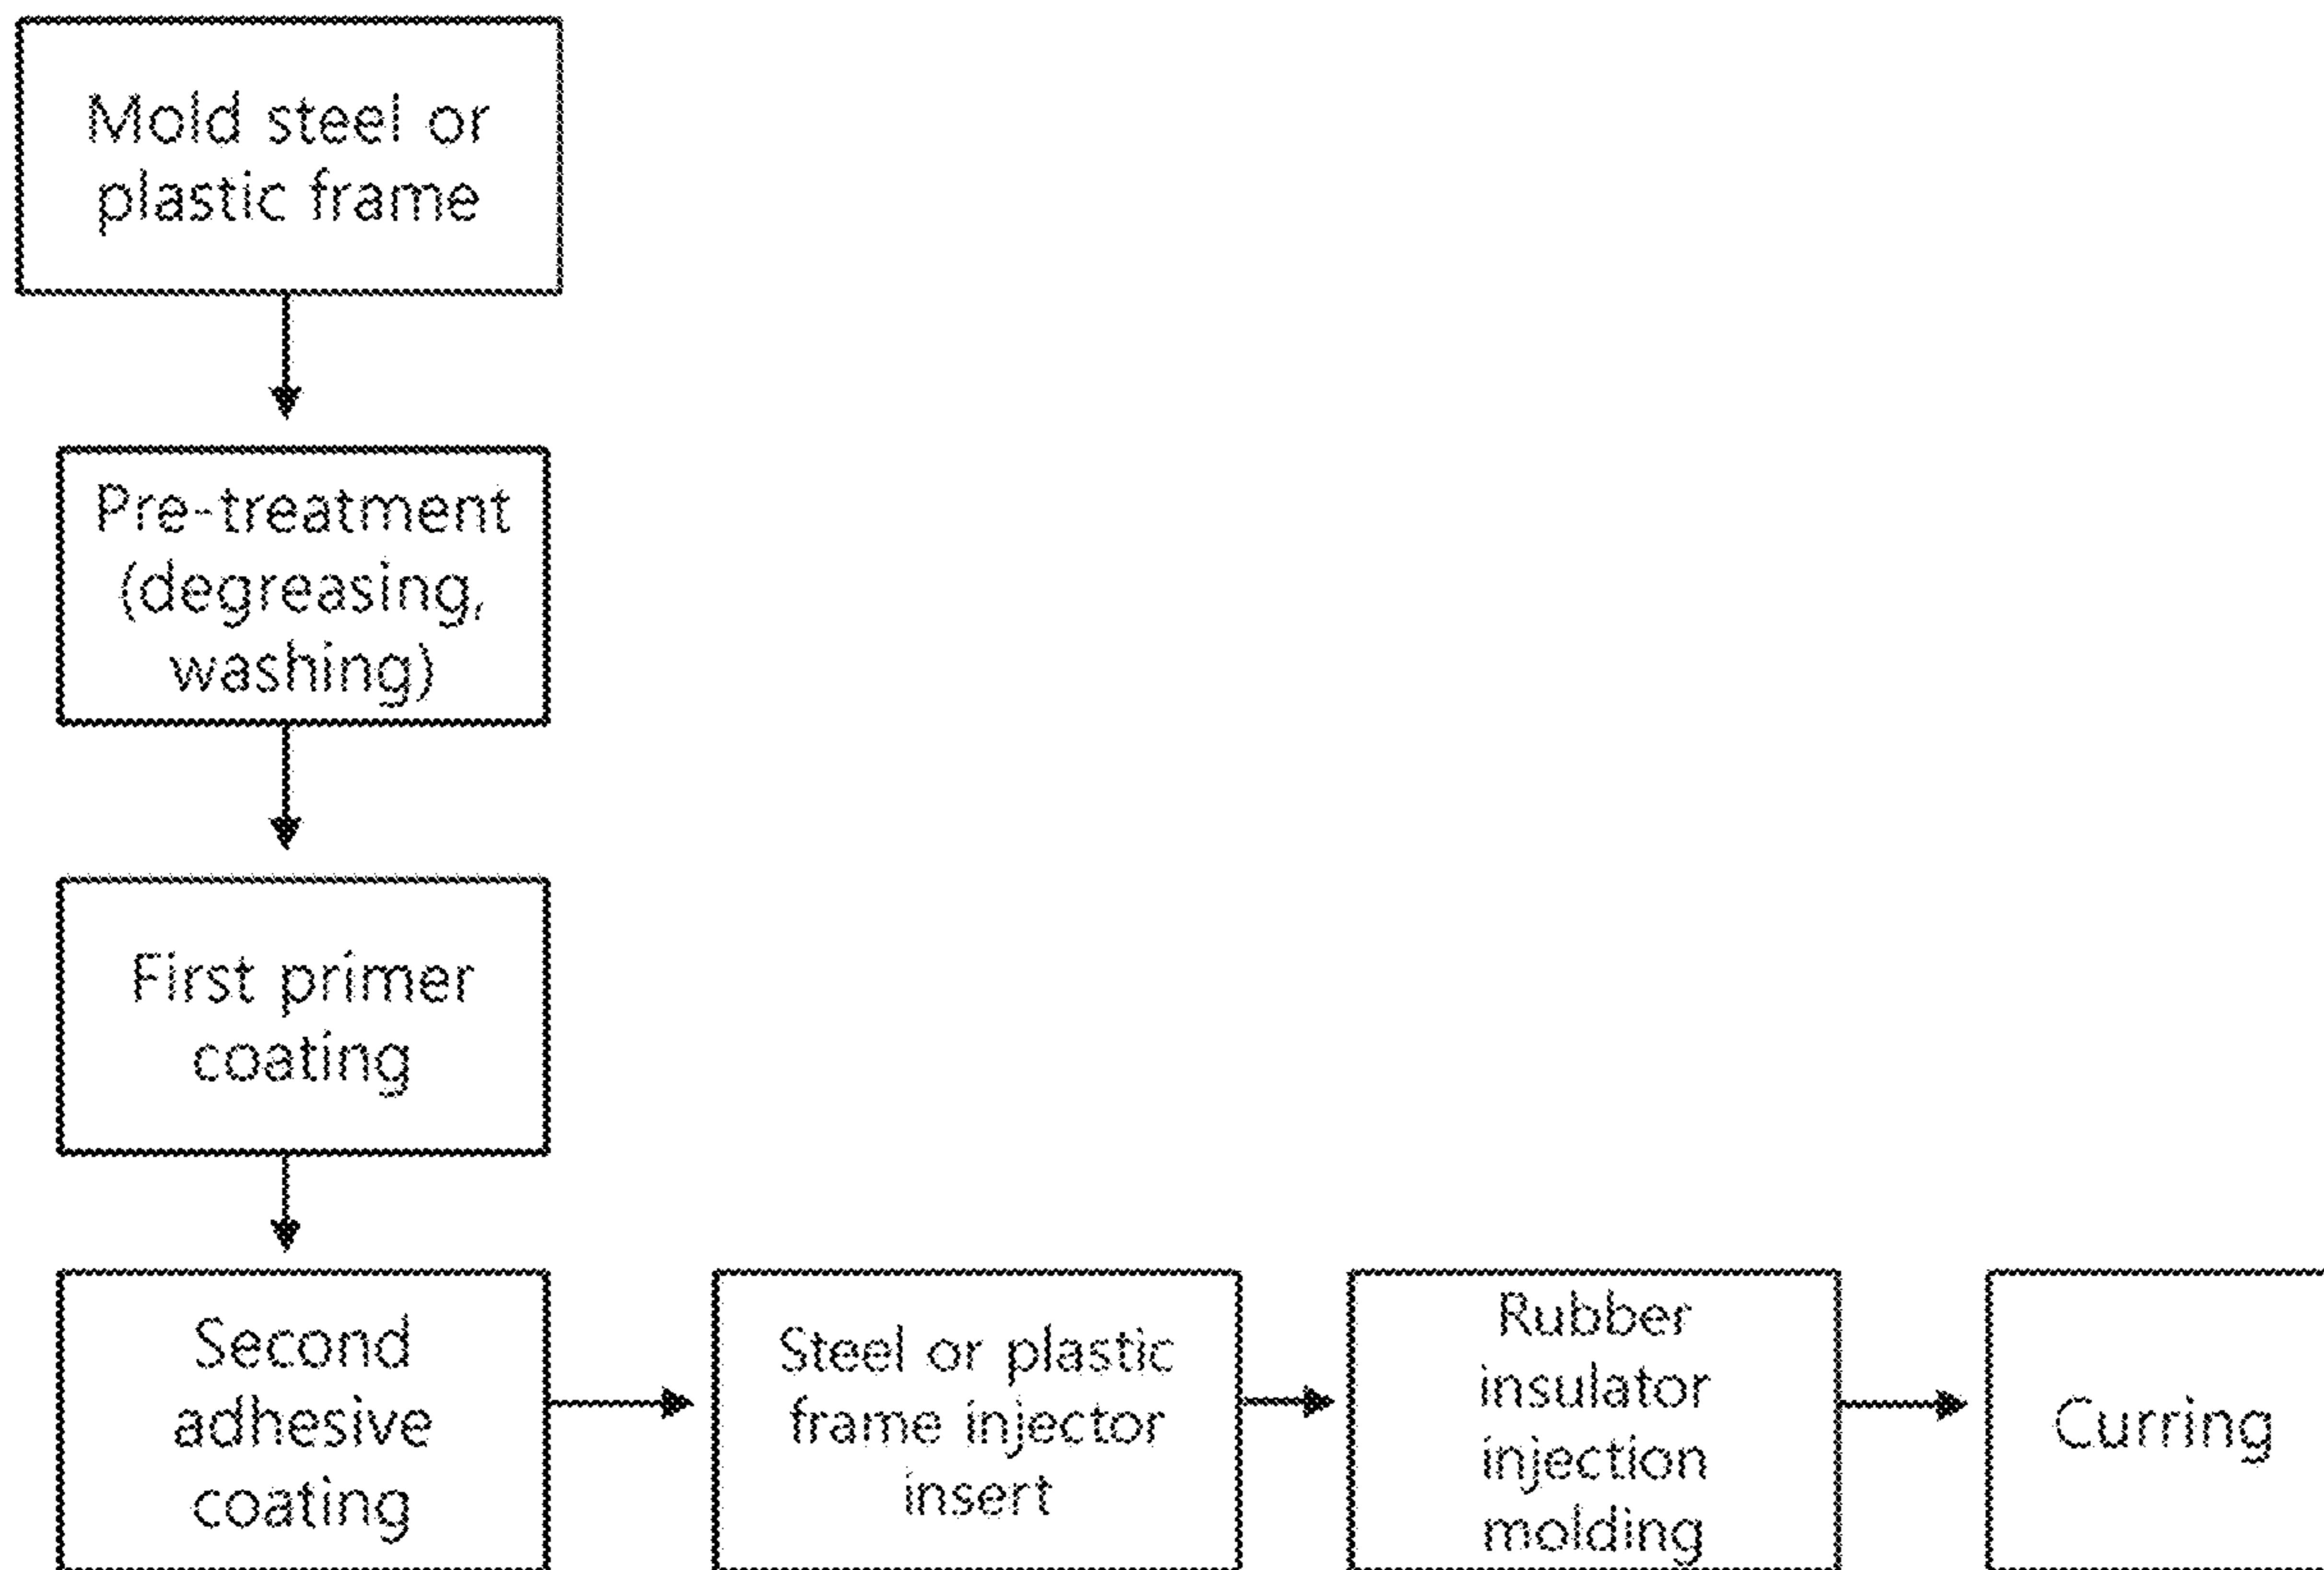 Mold steel or
plastic frame
Pre-treatment
(degreasing,
washing)
First primer
coating
Second
adhesive
coating
Steel or plastic
frame injector
insert
Rubber
insulator
injection
molding
Curring